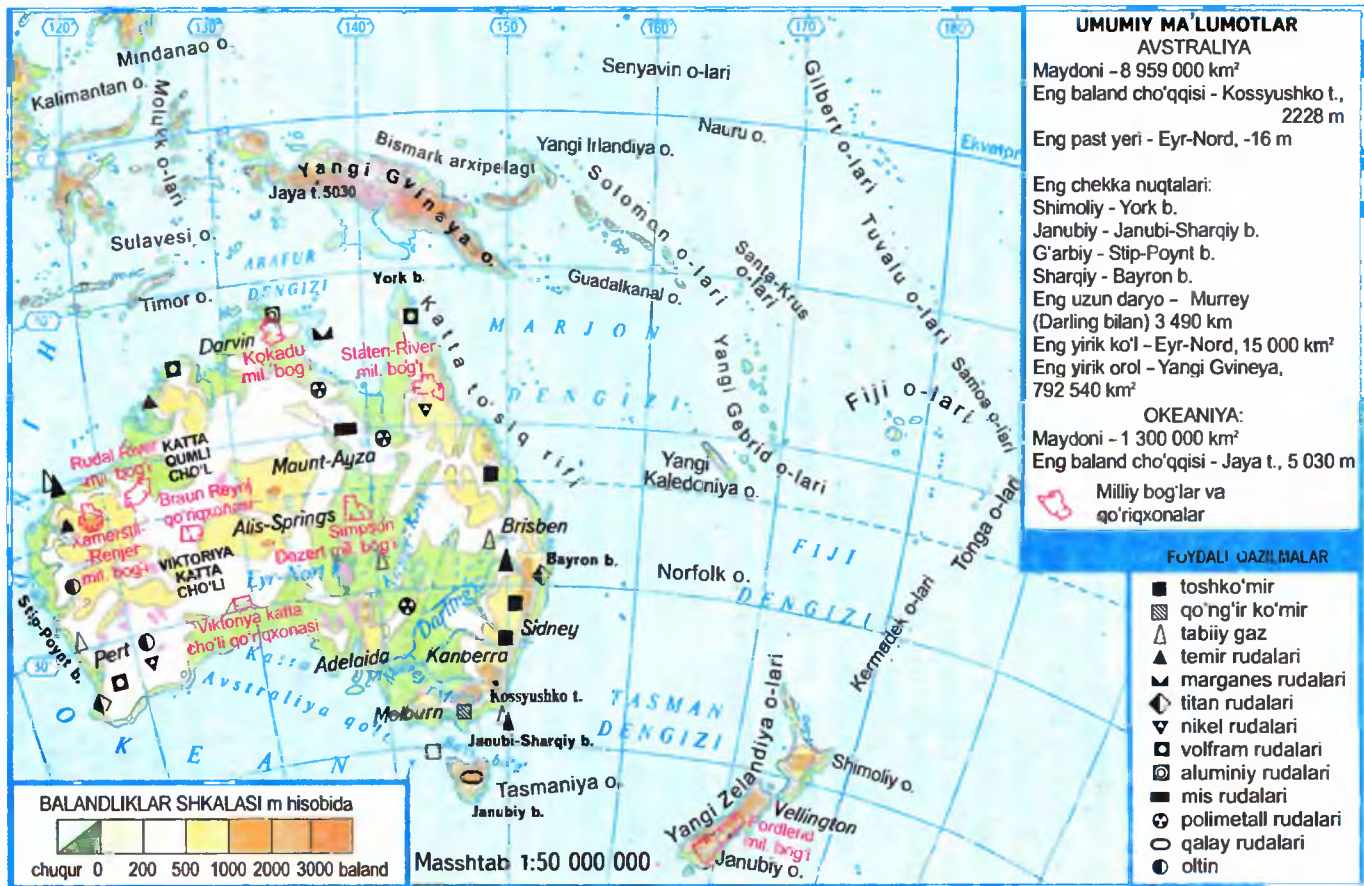 120
130
140
150
160
170
180
Mindanao o.
Kalimantan o.
Molukk o-lari
Senyavin o-lari
Gilbert o-lari
Nauru o.
Ekvator
Bismark arxipelagi
Yangi Irlandiya o.
Yangi Gvinaya o.
Jaya t. 5030
Solomon o-lari
Sulavesi o.
Tuvalu o-lari
ARAFUR
DENGIZI
York b.
Santa-Krus
o-lari
Guadalkanal o.
Timor o.
10
MARJON
DENGIZI
Katta to'siq rifi
Darvin
Kokadu
mil. bog'i
Staten-River
mil. bog'i
Yangi Gebrid o-lari
Fiji o-lari
Samoa o-lari
Rudal River
mil. bog'i
KATTA
QUMLI
CHO'L
Maunt-Ayza
Yangi
Kaledoniya o.
Braun Reynj
qo'riqxonasi
Alis-Springs
Simpson
Dezert mil. bog'i
Xamersli-
Renjer
mil. bog'i
VIKTORIYA
KATTA
CHO'LI
Brisben
Bayron b.
Tonga o-lari
FIJI
DENGIZI
Norfolk o.
Kermadek o-lari
Stip-Poynt b.
Viktoriya katta
cho'li qo'riqxonasi
Darling
Sidney
Pert
Adelaida
Kanberra
30
Katta
Avstraliya qo'lt.
Kossyushko t.
Melburn
Janubi-Sharqiy b.
TASMAN
DENGIZI
OKEAN
Tasmaniya o.
Janubiy b.
Yangi Zelandiya o-lari
Shimoliy o.
Vellington
Fordlend
mil. bog'i
Janubiy o.
BALANDLIKLAR SHKALASI m hisobida
chuqur 0 200 500 1000 2000 3000 baland
Masshtab 1:50 000 000
UMUMIY MA'LUMOTLAR
AVSTRALIYA
Maydoni - 8 959 000 km²
Eng baland cho'qqisi - Kossyushko t.,
2228 m
Eng past yeri - Eyr-Nord, -16 m
Eng chekka nuqtalari:
Shimoliy - York b.
Janubiy - Janubi-Sharqiy b.
G'arbiy - Stip-Poynt b.
Sharqiy - Bayron b.
Eng uzun daryo - Murrey
(Darling bilan) 3 490 km
Eng yirik ko'l - Eyr-Nord, 15 000 km²
Eng yirik orol - Yangi Gvineya,
792 540 km²
OKEANIYA:
Maydoni - 1 300 000 km²
Eng baland cho'qqisi - Jaya t., 5 030 m
Milliy bog'lar va
qo'riqxonalar
FOYDALI QAZILMALAR
toshko'mir
qo'ng'ir ko'mir
tabiiy gaz
temir rudalari
marganes rudalari
titan rudalari
nikel rudalari
volfram rudalari
aluminiy rudalari
mis rudalari
polimetall rudalari
qalay rudalari
oltin